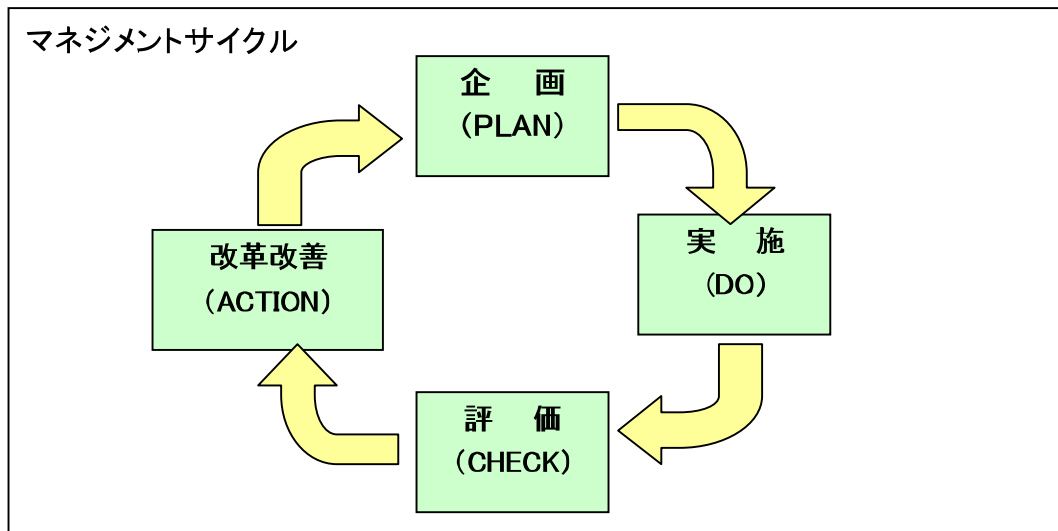 マネジメントサイクル
企　画
（PLAN）
実　施
（DO）
評　価
（CHECK）
改革改善
（ACTION）